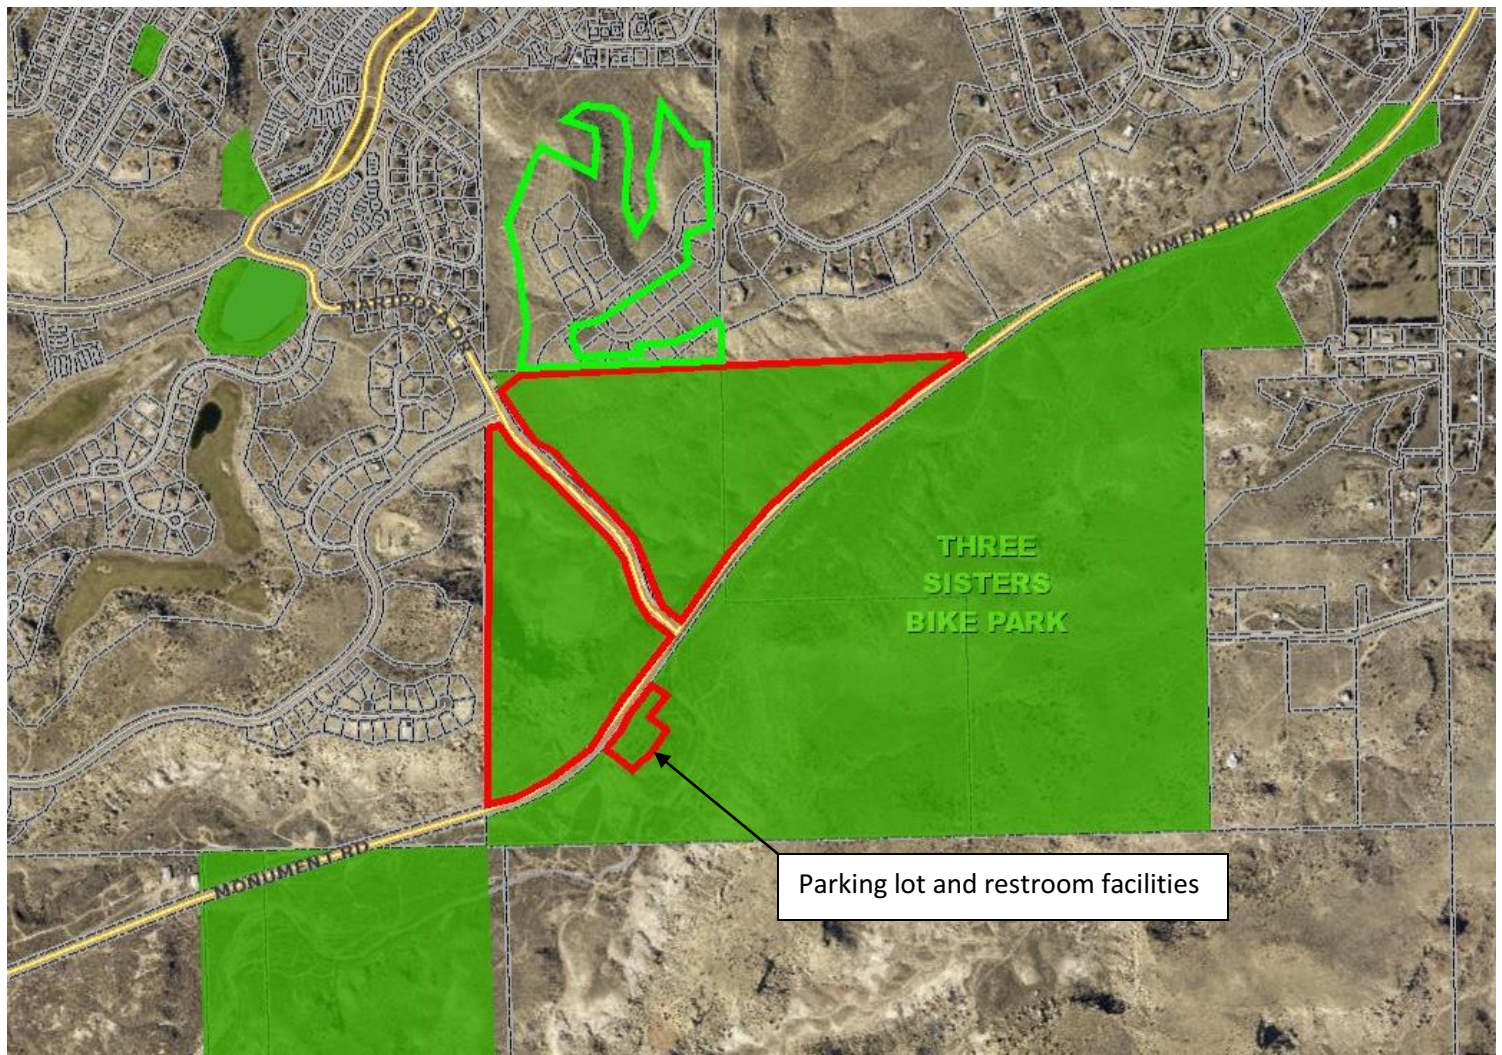 MONUMENT RD
MARIPOSA DR
THREE
SISTERS
BIKE PARK
MONUMENT RD
Parking lot and restroom facilities